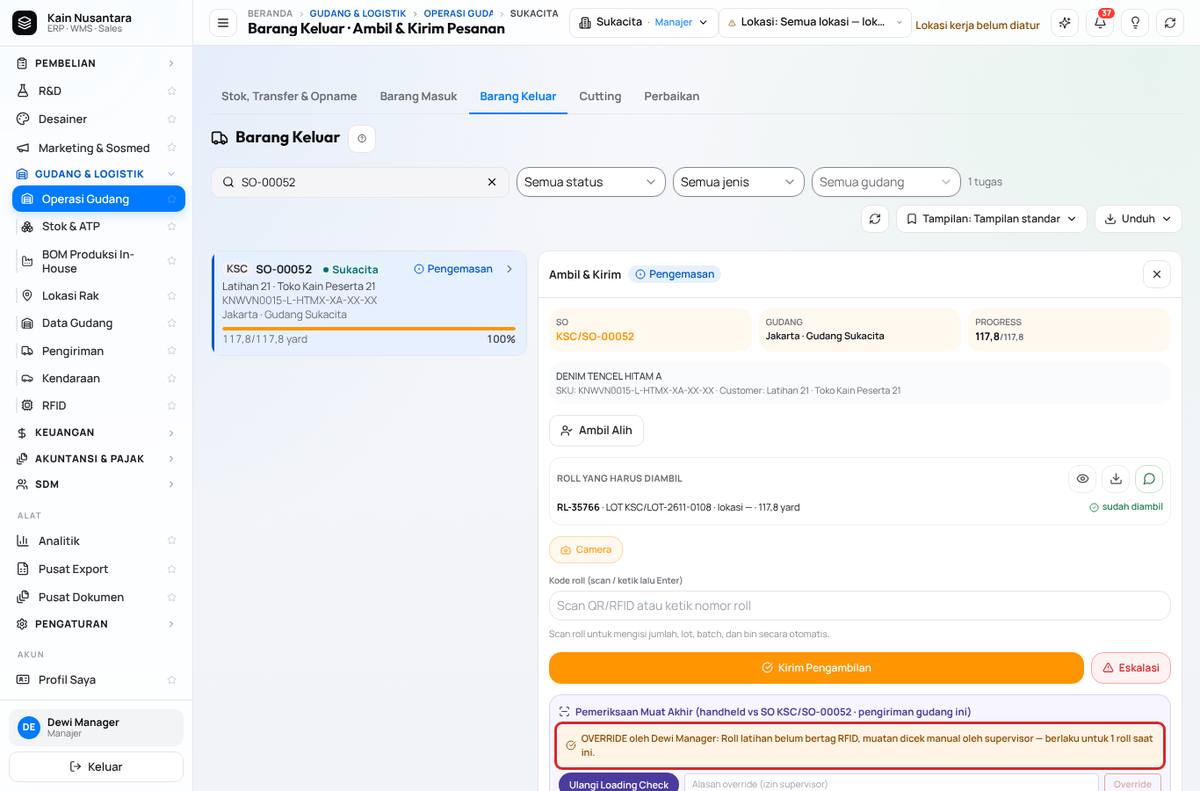 Kain Nusantara
ERP · WMS · Sales
PEMBELIAN
R&D
Desainer
Marketing & Sosmed
GUDANG & LOGISTIK
Operasi Gudang
Stok & ATP
BOM Produksi In-
House
Lokasi Rak
Data Gudang
Pengiriman
Kendaraan
RFID
KEUANGAN
AKUNTANSI & PAJAK
SDM
ALAT
Analitik
Pusat Export
Pusat Dokumen
PENGATURAN
AKUN
Profil Saya
DE
Dewi Manager
Manajer
Keluar
BERANDA › GUDANG & LOGISTIK › OPERASI GUDA › SUKACITA
Barang Keluar · Ambil & Kirim Pesanan
Sukacita · Manajer
Lokasi: Semua lokasi — lok...
Lokasi kerja belum diatur
37
Stok, Transfer & Opname
Barang Masuk
Barang Keluar
Cutting
Perbaikan
Barang Keluar
SO-00052
Semua status
Semua jenis
Semua gudang
1 tugas
Tampilan: Tampilan standar
Unduh
KSC SO-00052 Sukacita Pengemasan
Latihan 21 · Toko Kain Peserta 21
KNWVN0015-L-HTMX-XA-XX-XX
Jakarta · Gudang Sukacita
117,8/117,8 yard 100%
Ambil & Kirim Pengemasan
SO
KSC/SO-00052
GUDANG
Jakarta · Gudang Sukacita
PROGRESS
117,8/117,8
DENIM TENCEL HITAM A
SKU: KNWVN0015-L-HTMX-XA-XX-XX · Customer: Latihan 21 · Toko Kain Peserta 21
Ambil Alih
ROLL YANG HARUS DIAMBIL
RL-35766 · LOT KSC/LOT-2611-0108 · lokasi — · 117,8 yard
sudah diambil
Camera
Kode roll (scan / ketik lalu Enter)
Scan QR/RFID atau ketik nomor roll
Scan roll untuk mengisi jumlah, lot, batch, dan bin secara otomatis.
Kirim Pengambilan
Eskalasi
Pemeriksaan Muat Akhir (handheld vs SO KSC/SO-00052 · pengiriman gudang ini)
OVERRIDE oleh Dewi Manager: Roll latihan belum bertag RFID, muatan dicek manual oleh supervisor — berlaku untuk 1 roll saat
ini.
Ulangi Loading Check
Alasan override (izin supervisor)
Override